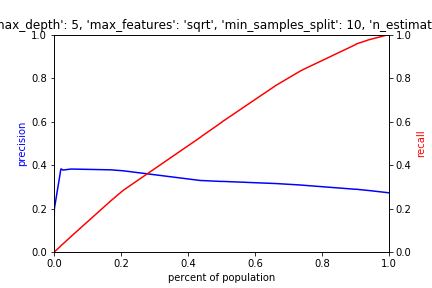 max_depth': 5, 'max_features': 'sqrt', 'min_samples_split': 10, 'n_estimat
1.0 1.0
0.8 0.8
precision recall
0.6 0.6
0.4 0.4
0.2 0.2
0.0 0.0
0.0 0.2 0.4 0.6 0.8 1.0
percent of population